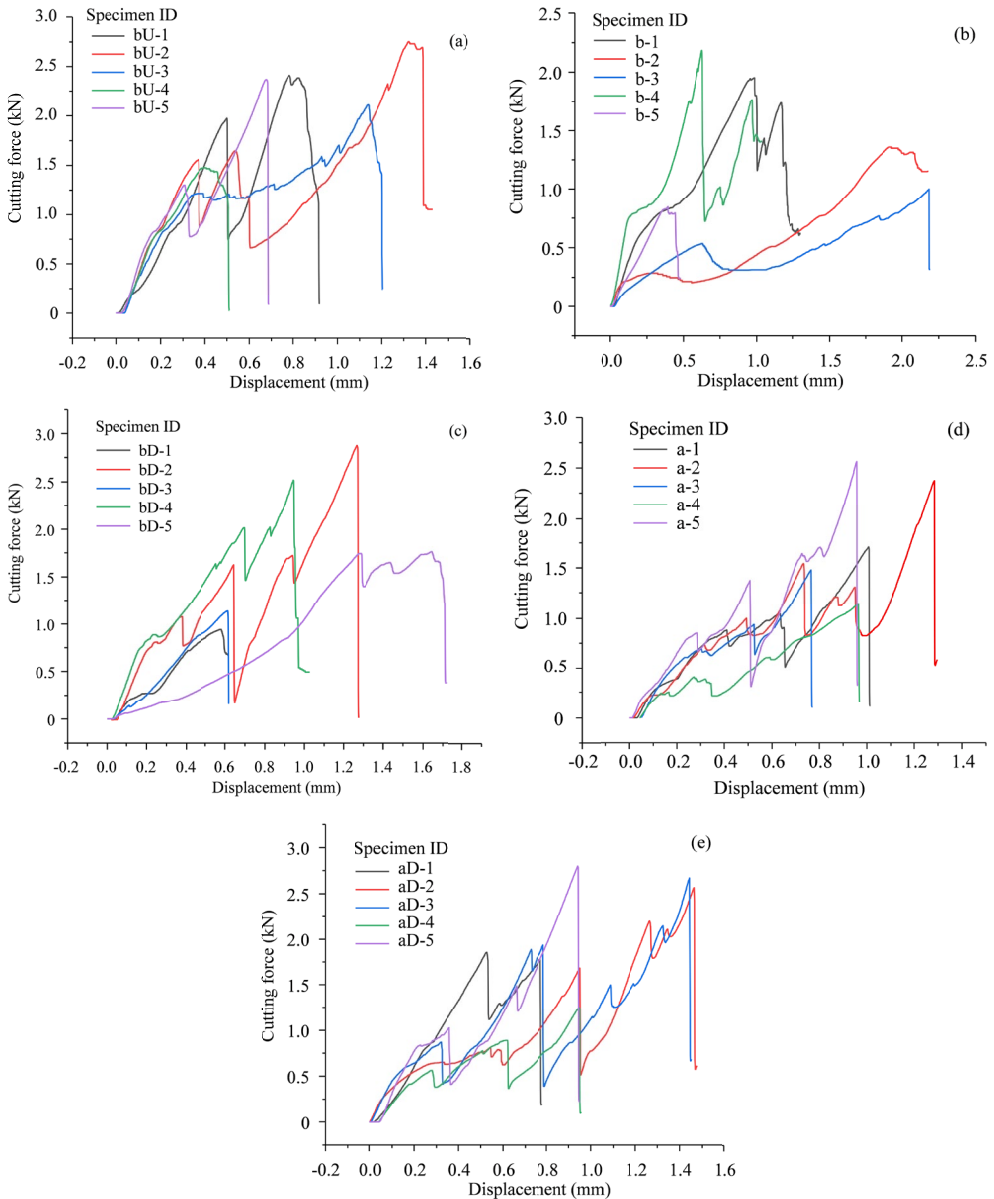 Specimen ID
bU-1
bU-2
bU-3
bU-4
bU-5
(a)
3.0
2.5
2.0
1.5
1.0
0.5
0
Cutting force (kN)
-0.2 0.0 0.2 0.4 0.6 0.8 1.0 1.2 1.4 1.6
Displacement (mm)
Specimen ID
b-1
b-2
b-3
b-4
b-5
(b)
2.5
2.0
1.5
1.0
0.5
0
Cutting force (kN)
0.0 0.5 1.0 1.5 2.0 2.5
Displacement (mm)
Specimen ID
bD-1
bD-2
bD-3
bD-4
bD-5
(c)
3.0
2.5
2.0
1.5
1.0
0.5
0
Cutting force (kN)
-0.2 0.0 0.2 0.4 0.6 0.8 1.0 1.2 1.4 1.6 1.8
Displacement (mm)
Specimen ID
a-1
a-2
a-3
a-4
a-5
(d)
3.0
2.5
2.0
1.5
1.0
0.5
0
Cutting force (kN)
-0.2 0.0 0.2 0.4 0.6 0.8 1.0 1.2 1.4
Displacement (mm)
Specimen ID
aD-1
aD-2
aD-3
aD-4
aD-5
(e)
3.0
2.5
2.0
1.5
1.0
0.5
0
Cutting force (kN)
-0.2 0.0 0.2 0.4 0.6 0.8 1.0 1.2 1.4 1.6
Displacement (mm)